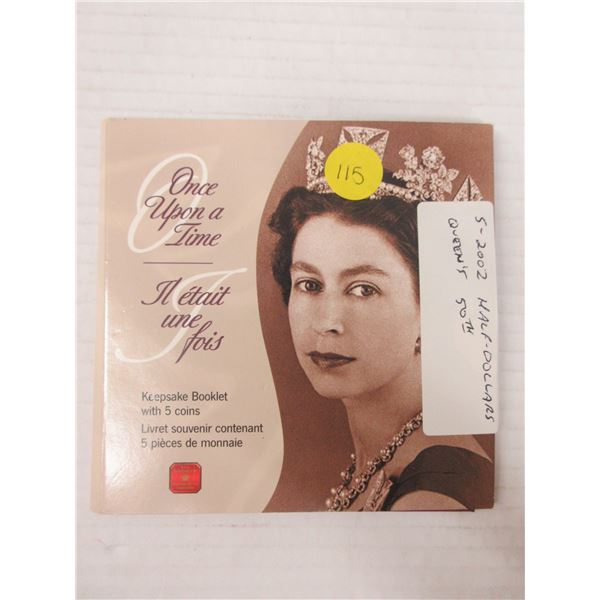 Once
Upon a
Time
Il était
une
fois
Keepsake Booklet
with 5 coins
Livret souvenir contenant
5 pièces de monnaie
115
5-2002 HALF-DOLLARS
QUEEN'S 50TH